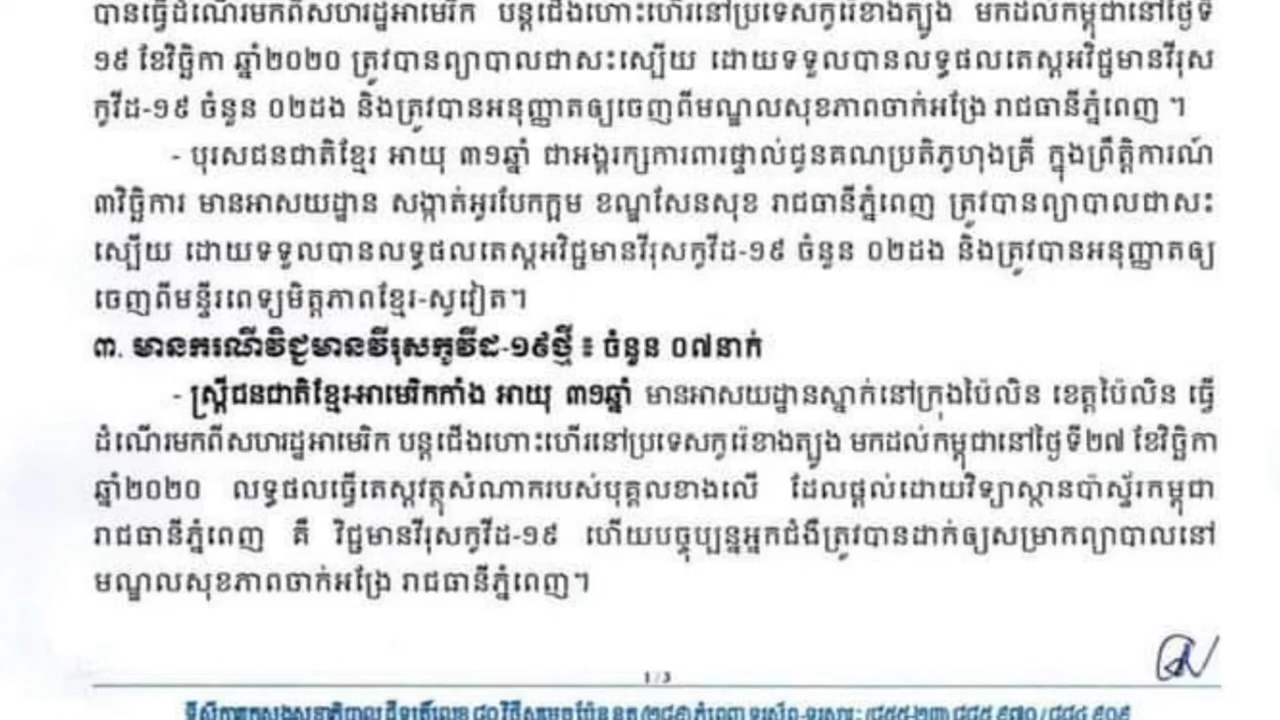 បានធ្វើដំណើរមកពីសហរដ្ឋអាមេរិក បន្តជើងហោះហើរនៅប្រទេសកូរ៉េខាងត្បូង មកដល់កម្ពុជានៅថ្ងៃទី
១៩ ខែវិច្ឆិកា ឆ្នាំ២០២០ ត្រូវបានព្យាបាលជាសះស្បើយ ដោយទទួលបានលទ្ធផលតេស្តអវិជ្ជមានវីរុស
កូវីដ-១៩ ចំនួន ០២ដង និងត្រូវបានអនុញ្ញាតឲ្យចេញពីមណ្ឌលសុខភាពចាក់អង្រែ រាជធានីភ្នំពេញ ។
- បុរសជនជាតិខ្មែរ អាយុ ៣១ឆ្នាំ ជាអង្គរក្សការពារផ្ទាល់ជូនគណប្រតិភូហុងគ្រី ក្នុងព្រឹត្តិការណ៍
៣វិច្ឆិការ មានអាសយដ្ឋាន សង្កាត់អូរបែកក្អម ខណ្ឌសែនសុខ រាជធានីភ្នំពេញ ត្រូវបានព្យាបាលជាសះ
ស្បើយ ដោយទទួលបានលទ្ធផលតេស្តអវិជ្ជមានវីរុសកូវីដ-១៩ ចំនួន ០២ដង និងត្រូវបានអនុញ្ញាតឲ្យ
ចេញពីមន្ទីរពេទ្យមិត្តភាពខ្មែរ-សូវៀត។
៣. មានករណីវិជ្ជមានវីរុសកូវីដ-១៩ថ្មី ៖ ចំនួន ០៧នាក់
- ស្ត្រីជនជាតិខ្មែរ-អាមេរិកកាំង អាយុ ៣១ឆ្នាំ មានអាសយដ្ឋានស្នាក់នៅក្រុងប៉ៃលិន ខេត្តប៉ៃលិន ធ្វើ
ដំណើរមកពីសហរដ្ឋអាមេរិក បន្តជើងហោះហើរនៅប្រទេសកូរ៉េខាងត្បូង មកដល់កម្ពុជានៅថ្ងៃទី២៧ ខែវិច្ឆិកា
ឆ្នាំ២០២០ លទ្ធផលធ្វើតេស្តវត្ថុសំណាករបស់បុគ្គលខាងលើ ដែលផ្តល់ដោយវិទ្យាស្ថានប៉ាស្ទ័រកម្ពុជា
រាជធានីភ្នំពេញ គឺ វិជ្ជមានវីរុសកូវីដ-១៩ ហើយបច្ចុប្បន្នអ្នកជំងឺត្រូវបានដាក់ឲ្យសម្រាកព្យាបាលនៅ
មណ្ឌលសុខភាពចាក់អង្រែ រាជធានីភ្នំពេញ។
1/3